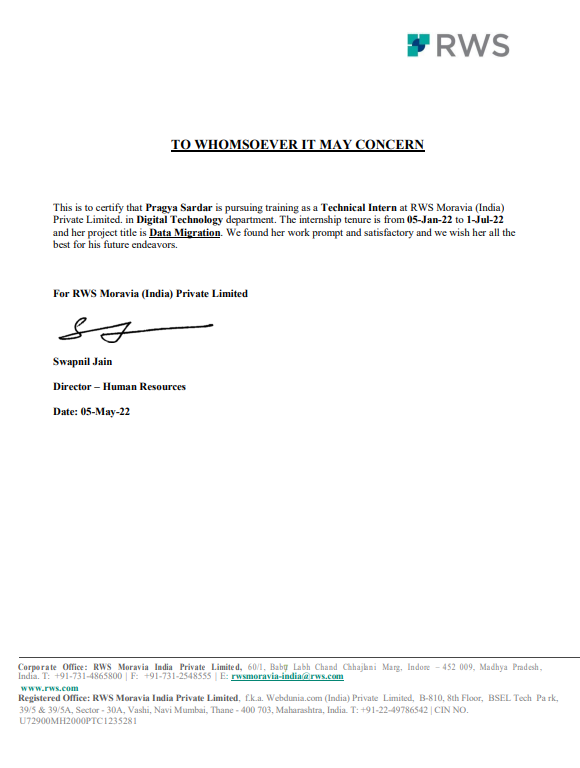 RWS
TO WHOMSOEVER IT MAY CONCERN
This is to certify that Pragya Sardar is pursuing training as a Technical Intern at RWS Moravia (India)
Private Limited. in Digital Technology department. The internship tenure is from 05-Jan-22 to 1-Jul-22
and her project title is Data Migration. We found her work prompt and satisfactory and we wish her all the
best for his future endeavors.
For RWS Moravia (India) Private Limited
Swapnil Jain
Director – Human Resources
Date: 05-May-22
Corporate Office: RWS Moravia India Private Limited, 60/1, Babu Labh Chand Chhajlani Marg, Indore – 452 009, Madhya Pradesh,
India. T: +91-731-4865800 | F: +91-731-2548555 | E: rwsmoravia-india@rws.com
www.rws.com
Registered Office: RWS Moravia India Private Limited, f.k.a. Webdunia.com (India) Private Limited, B-810, 8th Floor, BSEL Tech Pa rk,
39/5 & 39/5A, Sector - 30A, Vashi, Navi Mumbai, Thane - 400 703, Maharashtra, India. T: +91-22-49786542 | CIN NO.
U72900MH2000PTC1235281